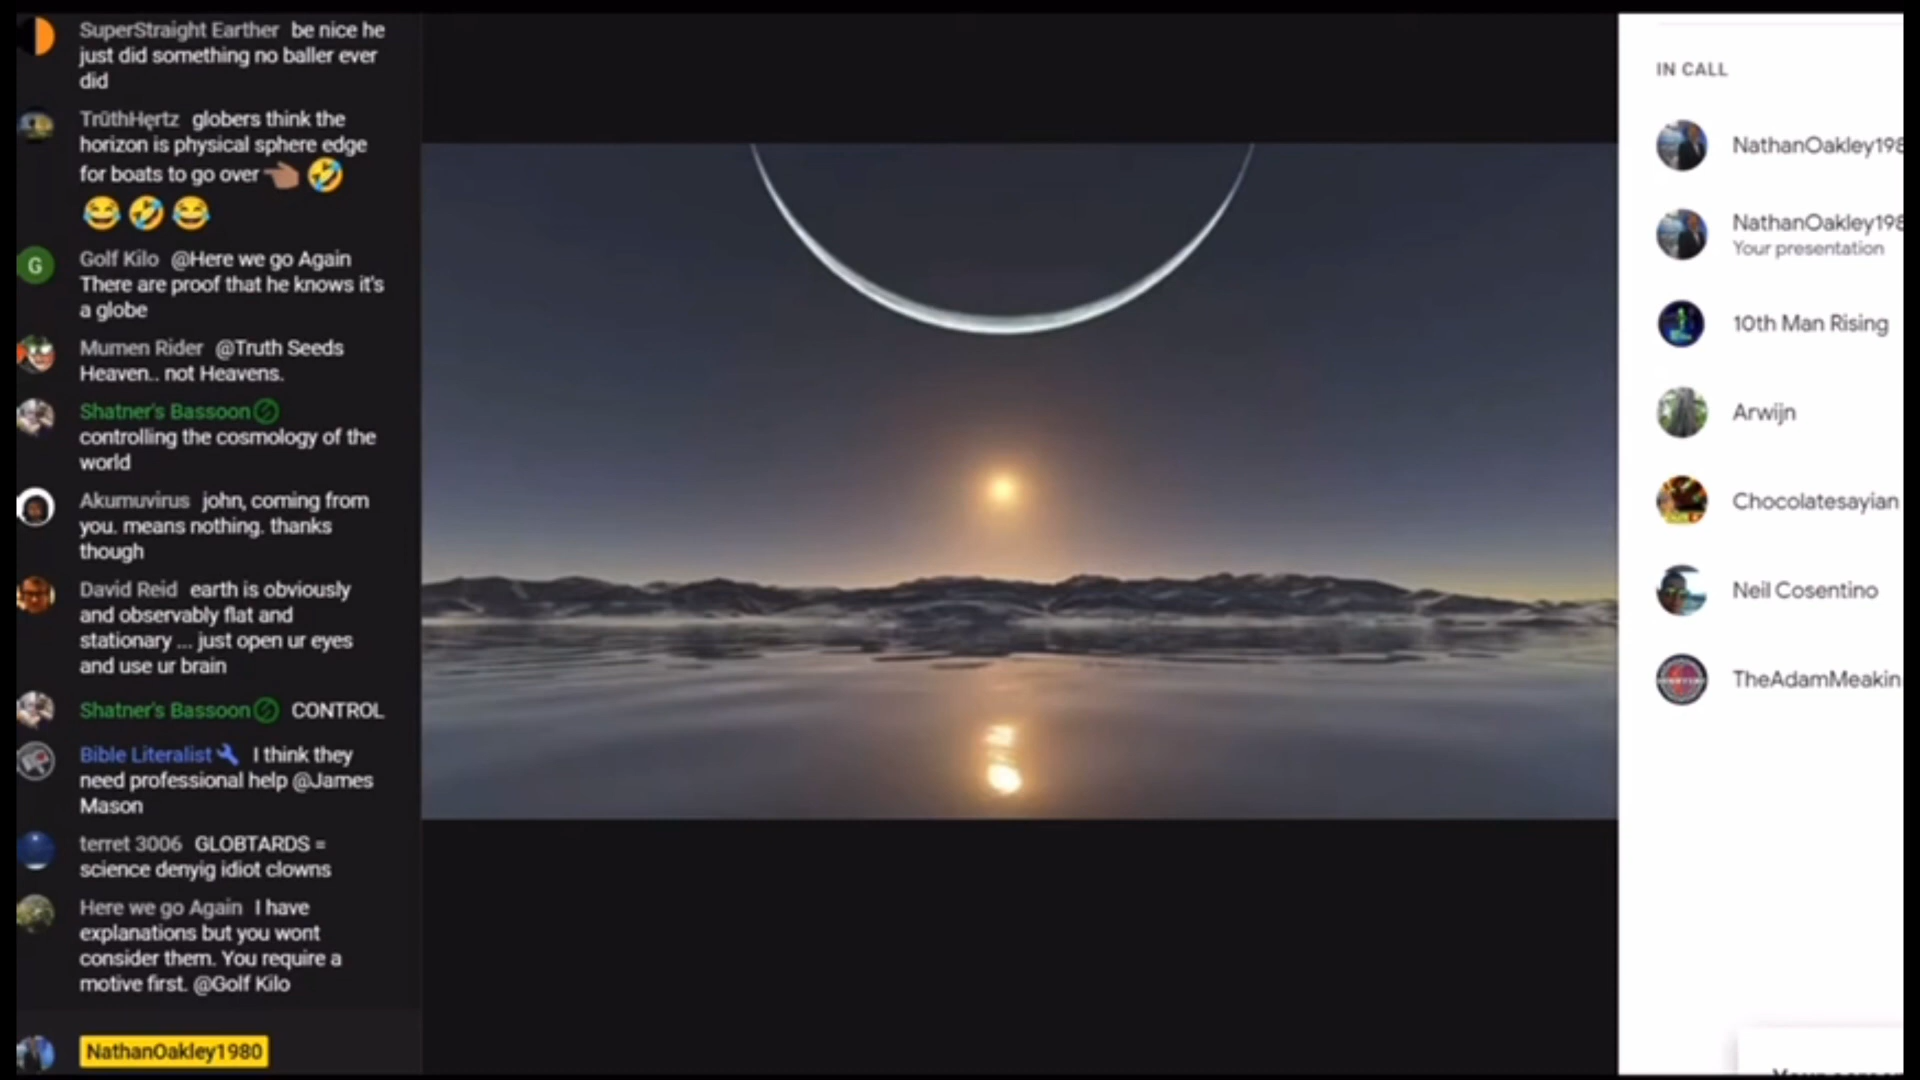 SuperStraight Earther be nice he
just did something no baller ever
did
TrūthHęrtz globers think the
horizon is physical sphere edge
for boats to go over
Golf Kilo @Here we go Again
There are proof that he knows it's
a globe
Mumen Rider @Truth Seeds
Heaven.. not Heavens.
Shatner's Bassoon
controlling the cosmology of the
world
Akumuvirus john, coming from
you. means nothing. thanks
though
David Reid earth is obviously
and observably flat and
stationary ... just open ur eyes
and use ur brain
Shatner's Bassoon CONTROL
Bible Literalist I think they
need professional help @James
Mason
terret 3006 GLOBTARDS =
science denyig idiot clowns
Here we go Again I have
explanations but you wont
consider them. You require a
motive first. @Golf Kilo
NathanOakley1980
IN CALL
NathanOakley198
NathanOakley198
Your presentation
10th Man Rising
Arwijn
Chocolatesayian
Neil Cosentino
TheAdamMeakin